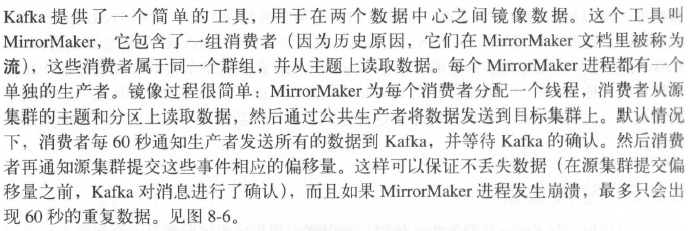 Kafka 提供了一个简单的工具，用于在两个数据中心之间镜像数据。这个工具叫
MirrorMaker，它包含了一组消费者（因为历史原因，它们在 MirrorMaker 文档里被称为
流），这些消费者属于同一个群组，并从主题上读取数据。每个 MirrorMaker 进程都有一个
单独的生产者。镜像过程很简单：MirrorMaker 为每个消费者分配一个线程，消费者从源
集群的主题和分区上读取数据，然后通过公共生产者将数据发送到目标集群上。默认情况
下，消费者每 60 秒通知生产者发送所有的数据到 Kafka，并等待 Kafka 的确认。然后消费
者再通知源集群提交这些事件相应的偏移量。这样可以保证不丢失数据（在源集群提交偏
移量之前，Kafka 对消息进行了确认），而且如果 MirrorMaker 进程发生崩溃，最多只会出
现 60 秒的重复数据。见图 8-6。